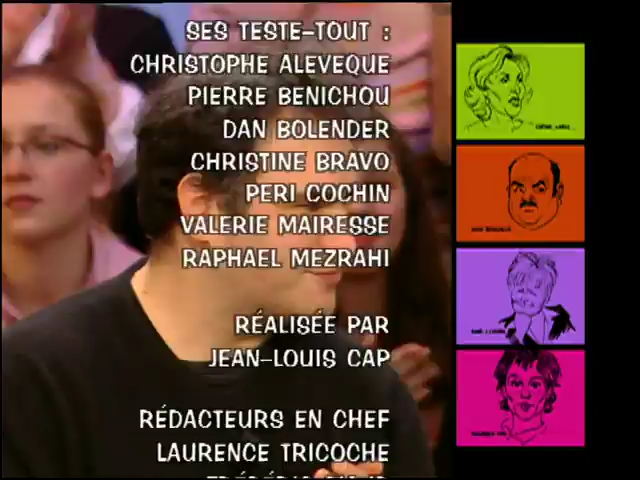 SES TESTE-TOUT :
CHRISTOPHE ALEVEQUE
PIERRE BENICHOU
DAN BOLENDER
CHRISTINE BRAVO
PERI COCHIN
VALERIE MAIRESSE
RAPHAEL MEZRAHI
RÉALISÉE PAR
JEAN-LOUIS CAP
RÉDACTEURS EN CHEF
LAURENCE TRICOCHE